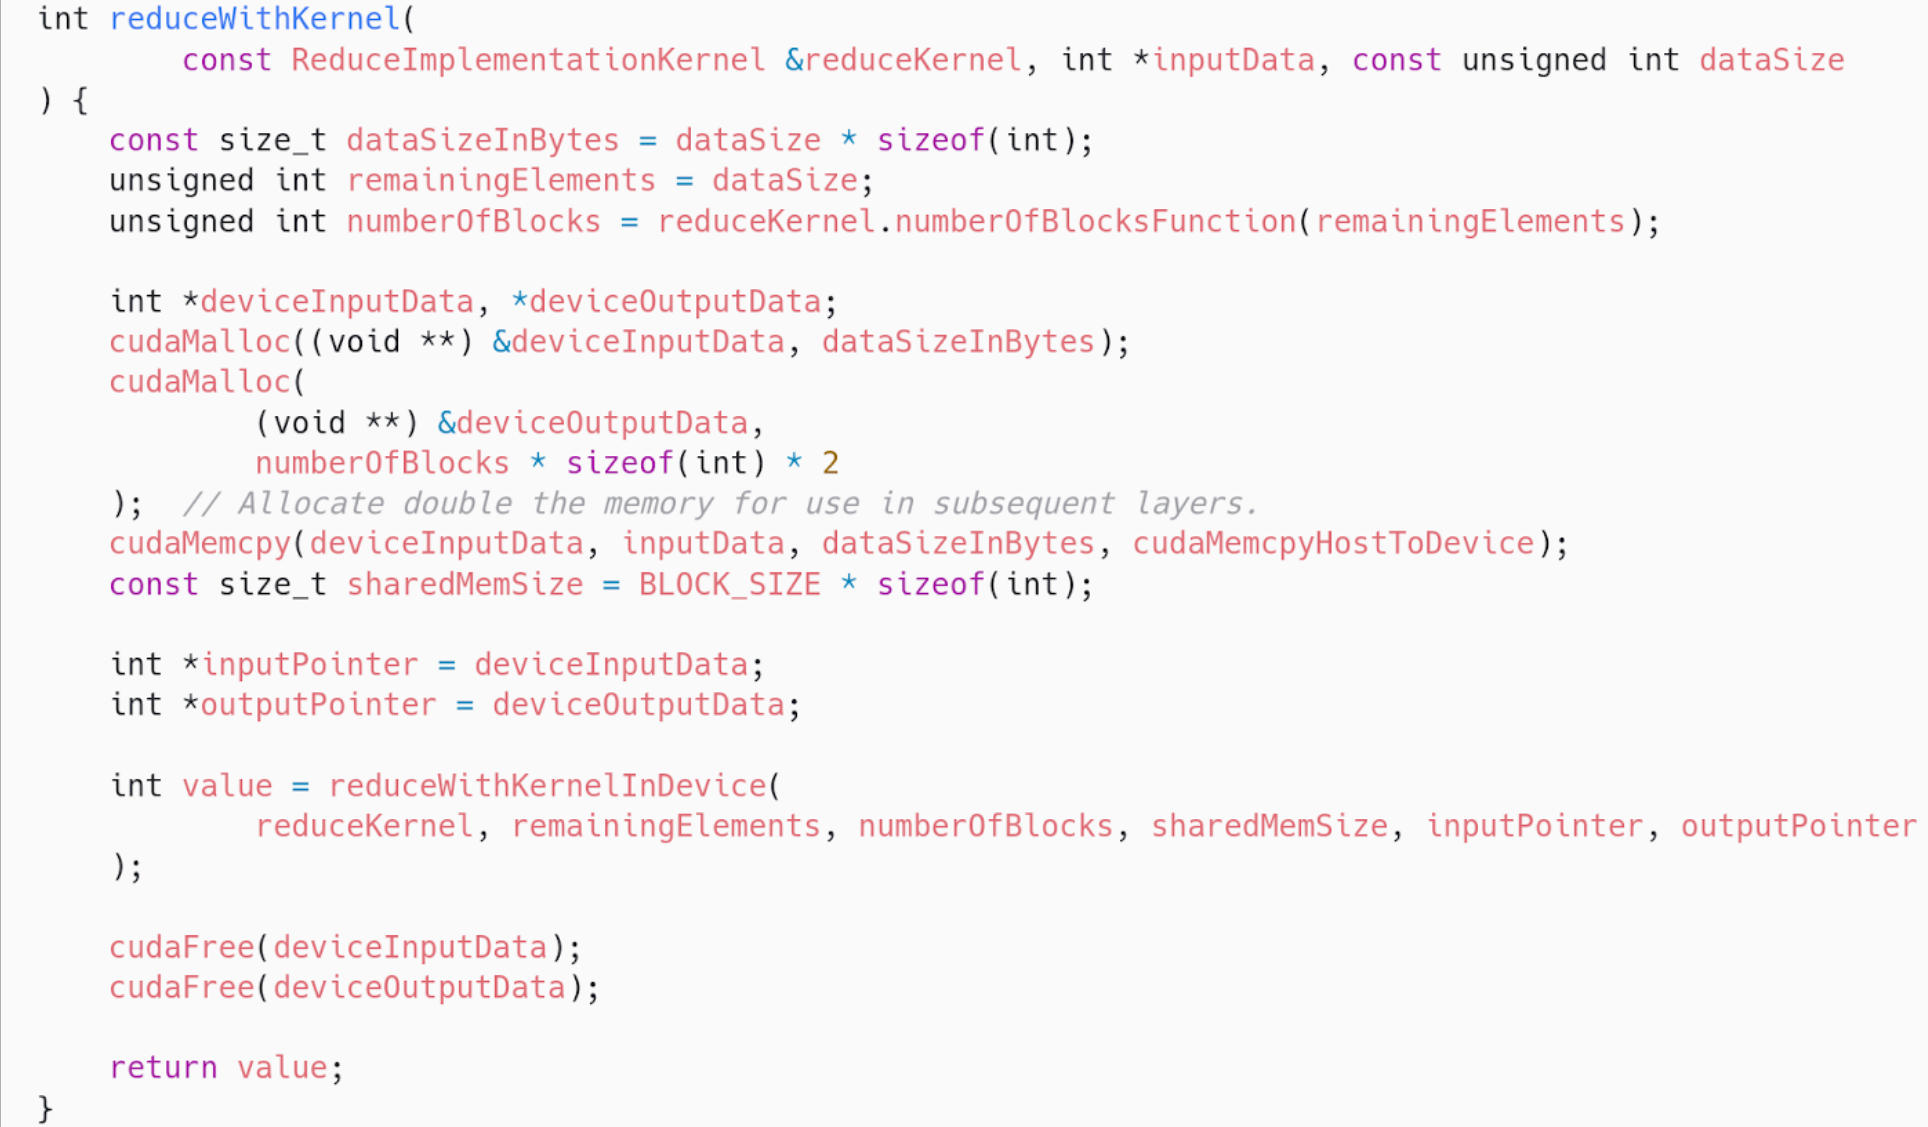 int reduceWithKernel(
        const ReduceImplementationKernel &reduceKernel, int *inputData, const unsigned int dataSize
) {
    const size_t dataSizeInBytes = dataSize * sizeof(int);
    unsigned int remainingElements = dataSize;
    unsigned int numberOfBlocks = reduceKernel.numberOfBlocksFunction(remainingElements);

    int *deviceInputData, *deviceOutputData;
    cudaMalloc((void **) &deviceInputData, dataSizeInBytes);
    cudaMalloc(
            (void **) &deviceOutputData,
            numberOfBlocks * sizeof(int) * 2
    );  // Allocate double the memory for use in subsequent layers.
    cudaMemcpy(deviceInputData, inputData, dataSizeInBytes, cudaMemcpyHostToDevice);
    const size_t sharedMemSize = BLOCK_SIZE * sizeof(int);

    int *inputPointer = deviceInputData;
    int *outputPointer = deviceOutputData;

    int value = reduceWithKernelInDevice(
            reduceKernel, remainingElements, numberOfBlocks, sharedMemSize, inputPointer, outputPointer
    );

    cudaFree(deviceInputData);
    cudaFree(deviceOutputData);

    return value;
}